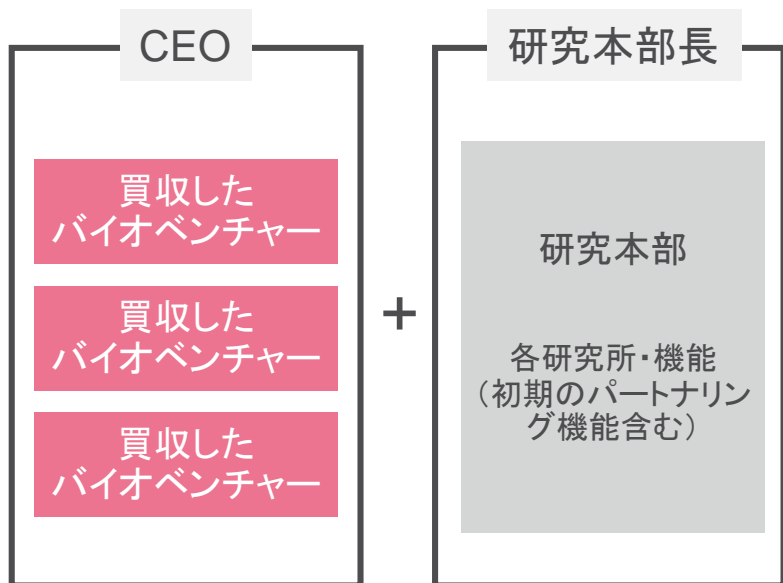 CEO
買収した
バイオベンチャー
買収した
バイオベンチャー
買収した
バイオベンチャー
+
研究本部長
研究本部
各研究所・機能
（初期のパートナリン
グ機能含む）